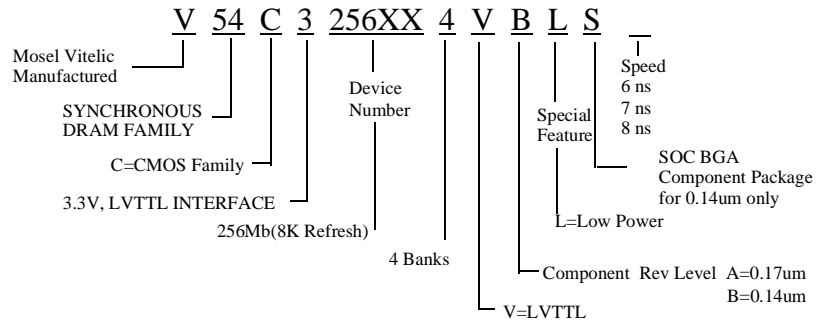 V 54 C 3 256XX 4 V B L S _
Mosel Vitelic
Manufactured
SYNCHRONOUS
DRAM FAMILY
C=CMOS Family
3.3V, LVTTL INTERFACE
Device
Number
256Mb(8K Refresh)
4 Banks
V=LVTTL
Component Rev Level A=0.17um
B=0.14um
Special
Feature
L=Low Power
Speed
6 ns
7 ns
8 ns
SOC BGA
Component Package
for 0.14um only